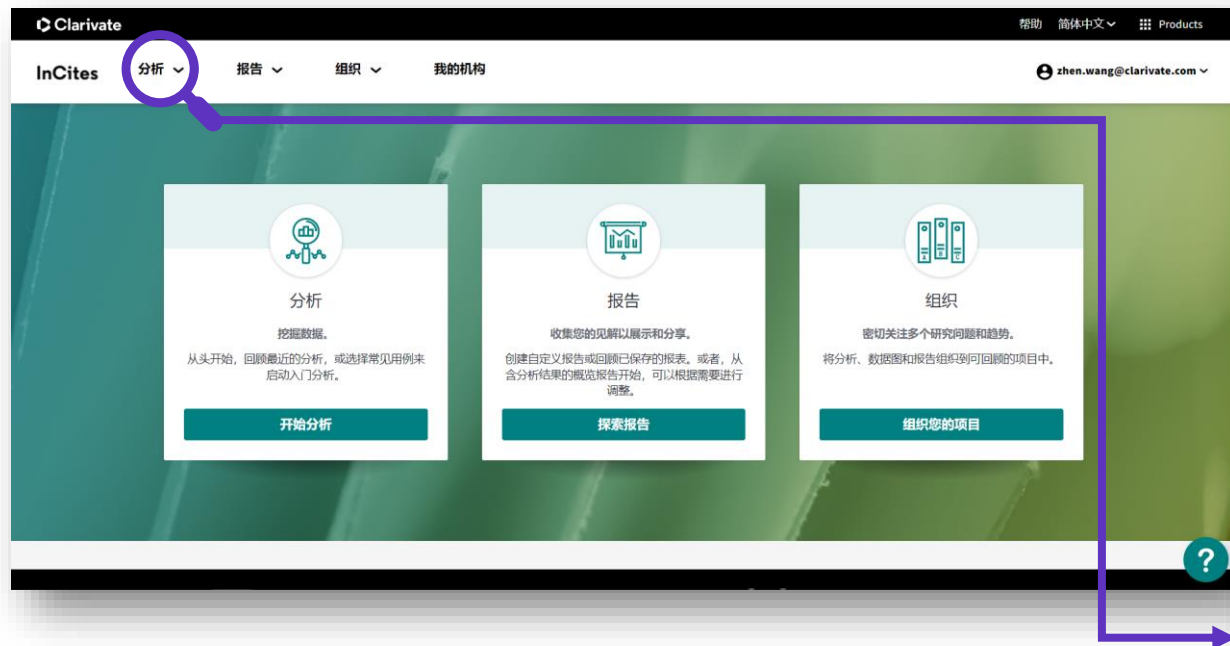 Clarivate
帮助 简体中文 Products
InCites 分析 报告 组织 我的机构 zhen.wang@clarivate.com
分析
挖掘数据。
从头开始，回顾最近的分析，或选择常见用例来
启动入门分析。
开始分析
报告
收集您的见解以展示和分享。
创建自定义报告或回顾已保存的报表。或者，从
含分析结果的概览报告开始，可以根据需要进行
调整。
探索报告
A
B
C
组织
密切关注多个研究问题和趋势。
将分析、数据图和报告组织到可回顾的项目中。
组织您的项目
?